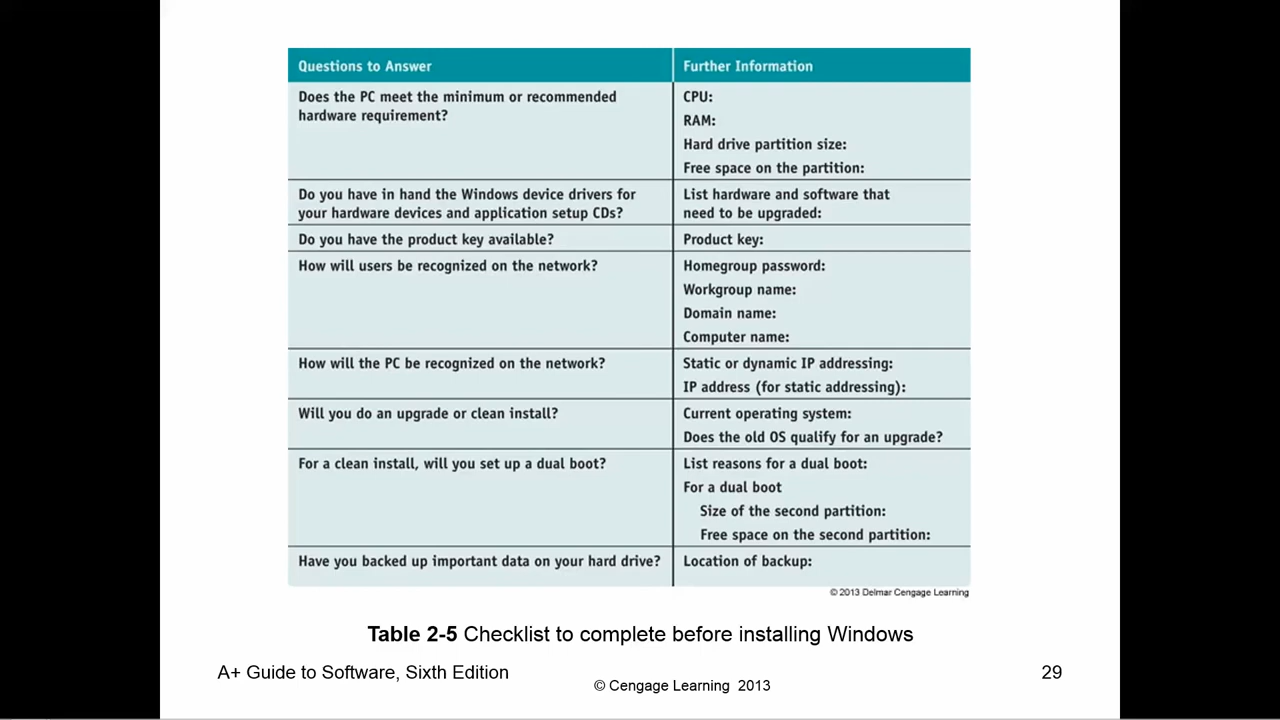 Questions to Answer
Further Information
Does the PC meet the minimum or recommended
hardware requirement?
CPU:
RAM:
Hard drive partition size:
Free space on the partition:
Do you have in hand the Windows device drivers for
your hardware devices and application setup CDs?
List hardware and software that
need to be upgraded:
Do you have the product key available?
Product key:
How will users be recognized on the network?
Homegroup password:
Workgroup name:
Domain name:
Computer name:
How will the PC be recognized on the network?
Static or dynamic IP addressing:
IP address (for static addressing):
Will you do an upgrade or clean install?
Current operating system:
Does the old OS qualify for an upgrade?
For a clean install, will you set up a dual boot?
List reasons for a dual boot:
For a dual boot
Size of the second partition:
Free space on the second partition:
Have you backed up important data on your hard drive?
Location of backup:
© 2013 Delmar Cengage Learning
Table 2-5 Checklist to complete before installing Windows
A+ Guide to Software, Sixth Edition
© Cengage Learning 2013
29